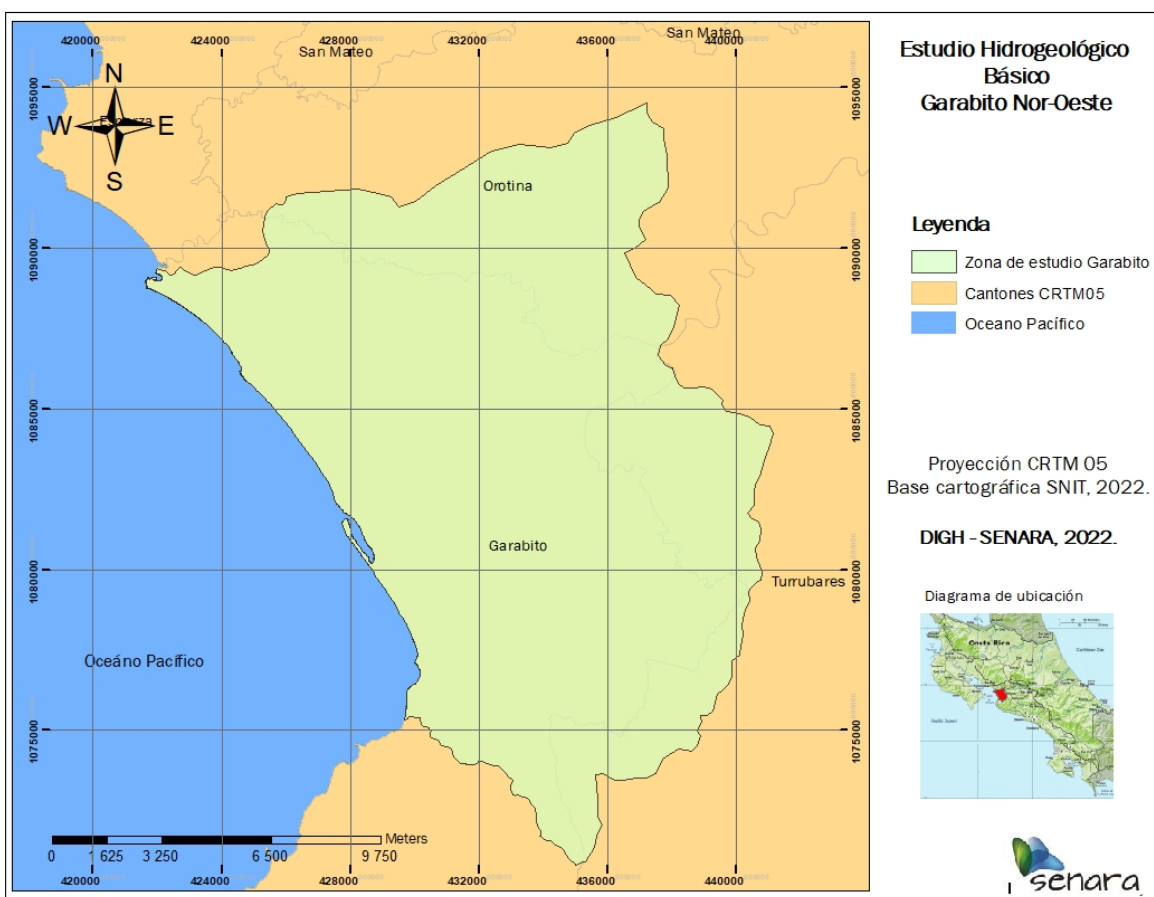 Estudio Hidrogeológico
Básico
Garabito Nor-Oeste
Leyenda
Zona de estudio Garabito
Cantones CRTM05
Oceano Pacífico
Proyección CRTM 05
Base cartográfica SNIT, 2022.
DIGH - SENARA, 2022.
Diagrama de ubicación
Costa Rica
senara
420000 424000 428000 432000 436000 440000
San Mateo
San Mateo
1095000
1095000
N
W E
S
Orotina
1090000
1090000
1085000
1085000
Garabito
1080000
1080000
Turrubares
Oceáno Pacífico
1075000
1075000
Meters
0 1 625 3 250 6 500 9 750
420000 424000 428000 432000 436000 440000